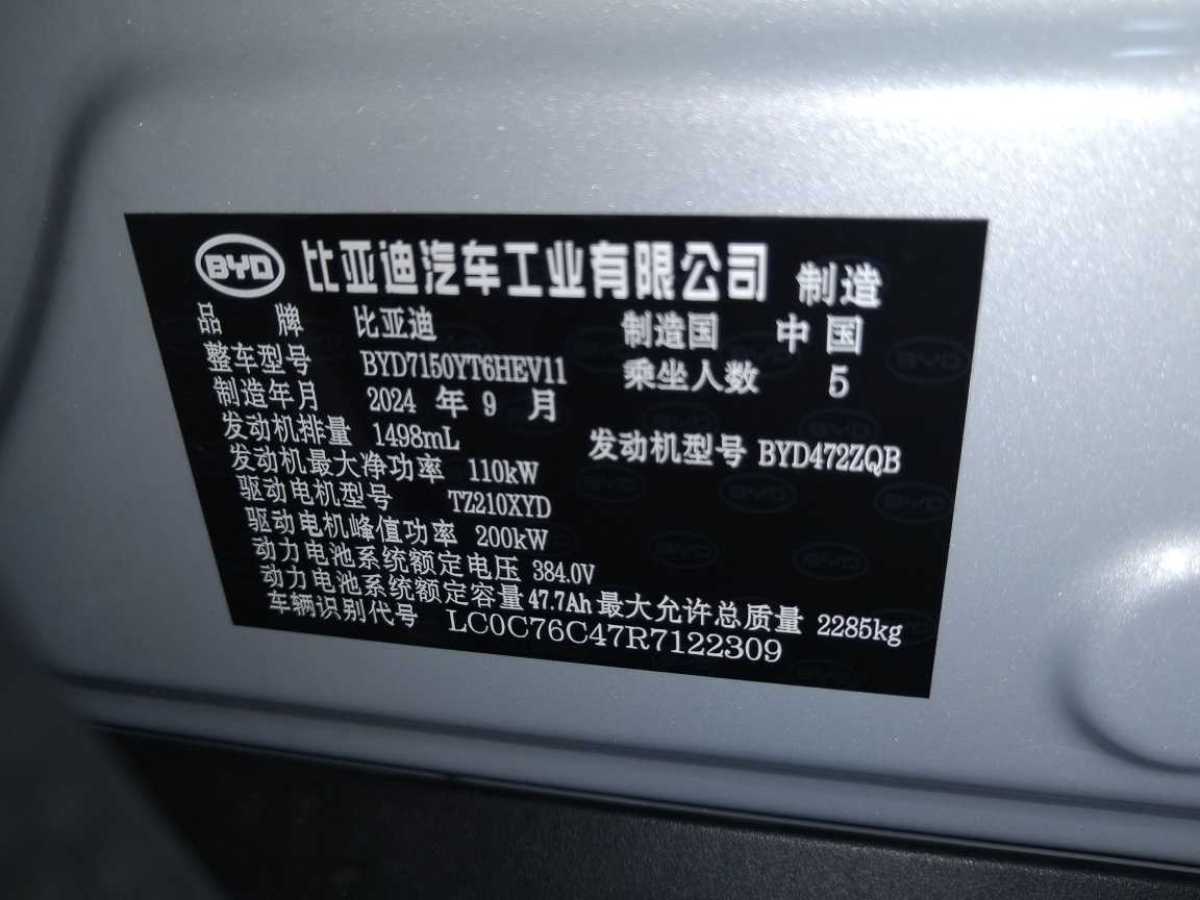 BYD 比亚迪汽车工业有限公司 制造
品 牌 比亚迪 制造国 中国
整车型号 BYD7150YT6HEV11 乘坐人数 5
制造年月 2024 年 9 月
发动机排量 1498mL 发动机型号 BYD472ZQB
发动机最大净功率 110kW
驱动电机型号 TZ210XYD
驱动电机峰值功率 200kW
动力电池系统额定电压 384.0V
动力电池系统额定容量 47.7Ah 最大允许总质量 2285kg
车辆识别代号 LC0C76C47R7122309